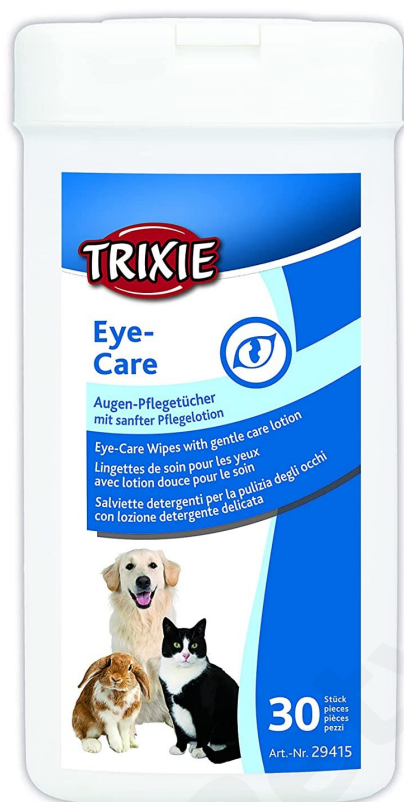 TRIXIE
Eye-
Care
Augen-Pflegetücher
mit sanfter Pflegelotion
Eye-Care Wipes with gentle care lotion
Lingettes de soin pour les yeux
avec lotion douce pour le soin
Salviette detergenti per la pulizia degli occhi
con lozione detergente delicata
30
Stück
pieces
pièces
pezzi
Art.-Nr. 29415